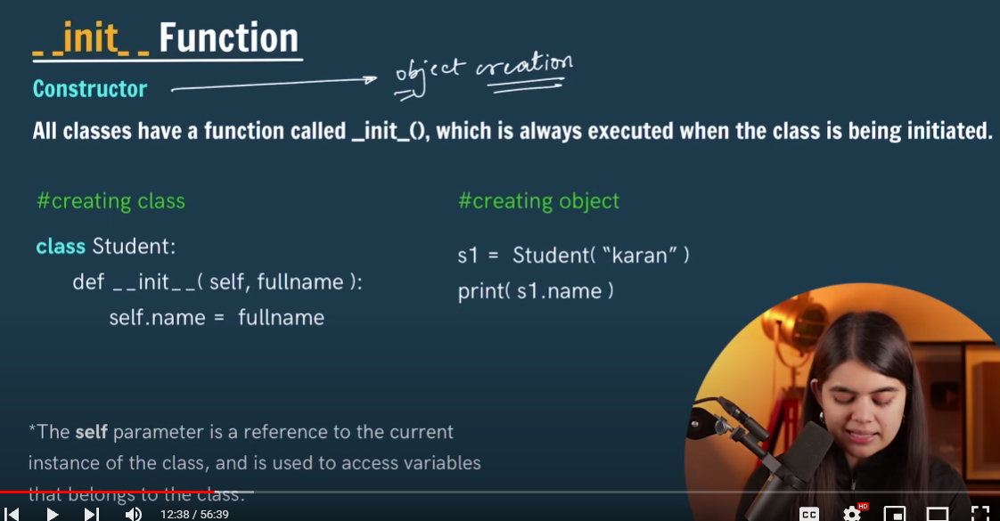 __init__ Function
Constructor
object creation
All classes have a function called _init_(), which is always executed when the class is being initiated.
#creating class
class Student:
def __init__( self, fullname ):
self.name = fullname
#creating object
s1 = Student( “karan” )
print( s1.name )
*The self parameter is a reference to the current
instance of the class, and is used to access variables
that belongs to the class.
12:38 / 56:39
CC
HD